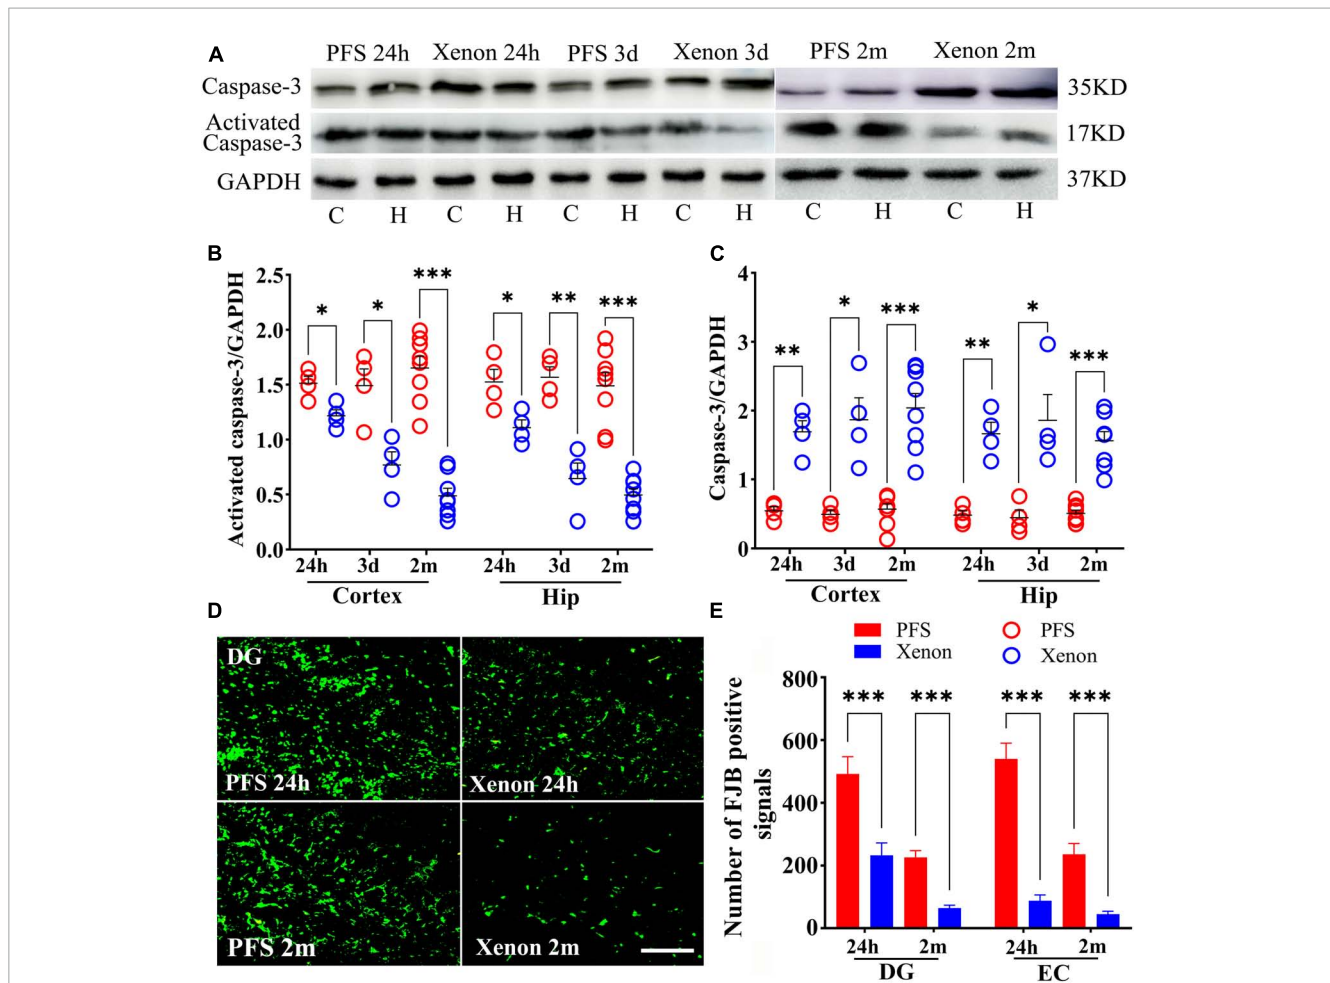 A
PFS 24h Xenon 24h PFS 3d Xenon 3d PFS 2m Xenon 2m
Caspase-3 35KD
Activated
Caspase-3 17KD
GAPDH 37KD
C H C H C H C H C H C H
B
Activated caspase-3/GAPDH
2.5
2.0
1.5
1.0
0.5
0.0
* * *** * ** ***
24h 3d 2m 24h 3d 2m
Cortex Hip
C
Caspase-3/GAPDH
4
3
2
1
0
** * *** ** * ***
24h 3d 2m 24h 3d 2m
Cortex Hip
D
DG
PFS 24h
Xenon 24h
PFS 2m
Xenon 2m
E
PFS PFS
Xenon Xenon
Number of FJB positive
signals
800
600
400
200
0
*** *** *** ***
24h 2m 24h 2m
DG EC